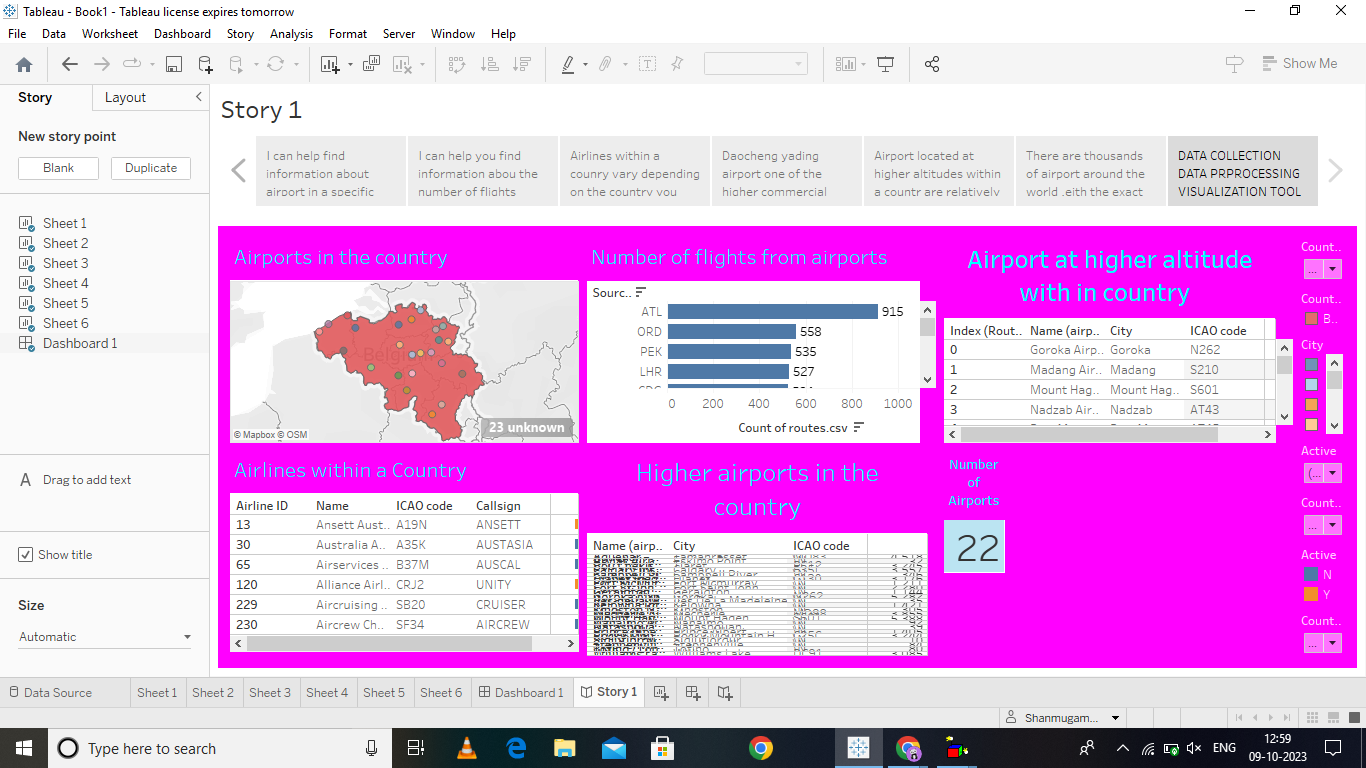 Tableau - Book1 - Tableau license expires tomorrow
File Data Worksheet Dashboard Story Analysis Format Server Window Help
Show Me
Story Layout
New story point
Blank Duplicate
Sheet 1
Sheet 2
Sheet 3
Sheet 4
Sheet 5
Sheet 6
Dashboard 1
A Drag to add text
Show title
Size
Automatic
Story 1
I can help find
information about
airport in a specific
I can help you find
information abou the
number of flights
Airlines within a
counry vary depending
on the country you
Daocheng yading
airport one of the
higher commercial
Airport located at
higher altitudes within
a countr are relatively
There are thousands
of airport around the
world .eith the exact
DATA COLLECTION
DATA PRPROCESSING
VISUALIZATION TOOL
Airports in the country
Belgium
23 unknown
© Mapbox © OSM
Number of flights from airports
Sourc..
ATL 915
ORD 558
PEK 535
LHR 527
0 200 400 600 800 1000
Count of routes.csv
Airport at higher altitude
with in country
Index (Rout.. Name (airp.. City ICAO code
0 Goroka Airp.. Goroka N262
1 Madang Air.. Madang S210
2 Mount Hag.. Mount Hag.. S601
3 Nadzab Air.. Nadzab AT43
Airlines within a Country
Airline ID Name ICAO code Callsign
13 Ansett Aust.. A19N ANSETT
30 Australia A.. A35K AUSTASIA
65 Airservices .. B37M AUSCAL
120 Alliance Airl.. CRJ2 UNITY
229 Aircruising .. SB20 CRUISER
230 Aircrew Ch.. SF34 AIRCREW
Higher airports in the
country
Name (airp.. City ICAO code
Number
of
Airports
22
Count..
...
Count..
B..
City
Active
(...
Count..
...
Active
N
Y
Count..
...
Data Source Sheet 1 Sheet 2 Sheet 3 Sheet 4 Sheet 5 Sheet 6 Dashboard 1 Story 1
Shanmugam...
Type here to search
ENG
12:59
09-10-2023